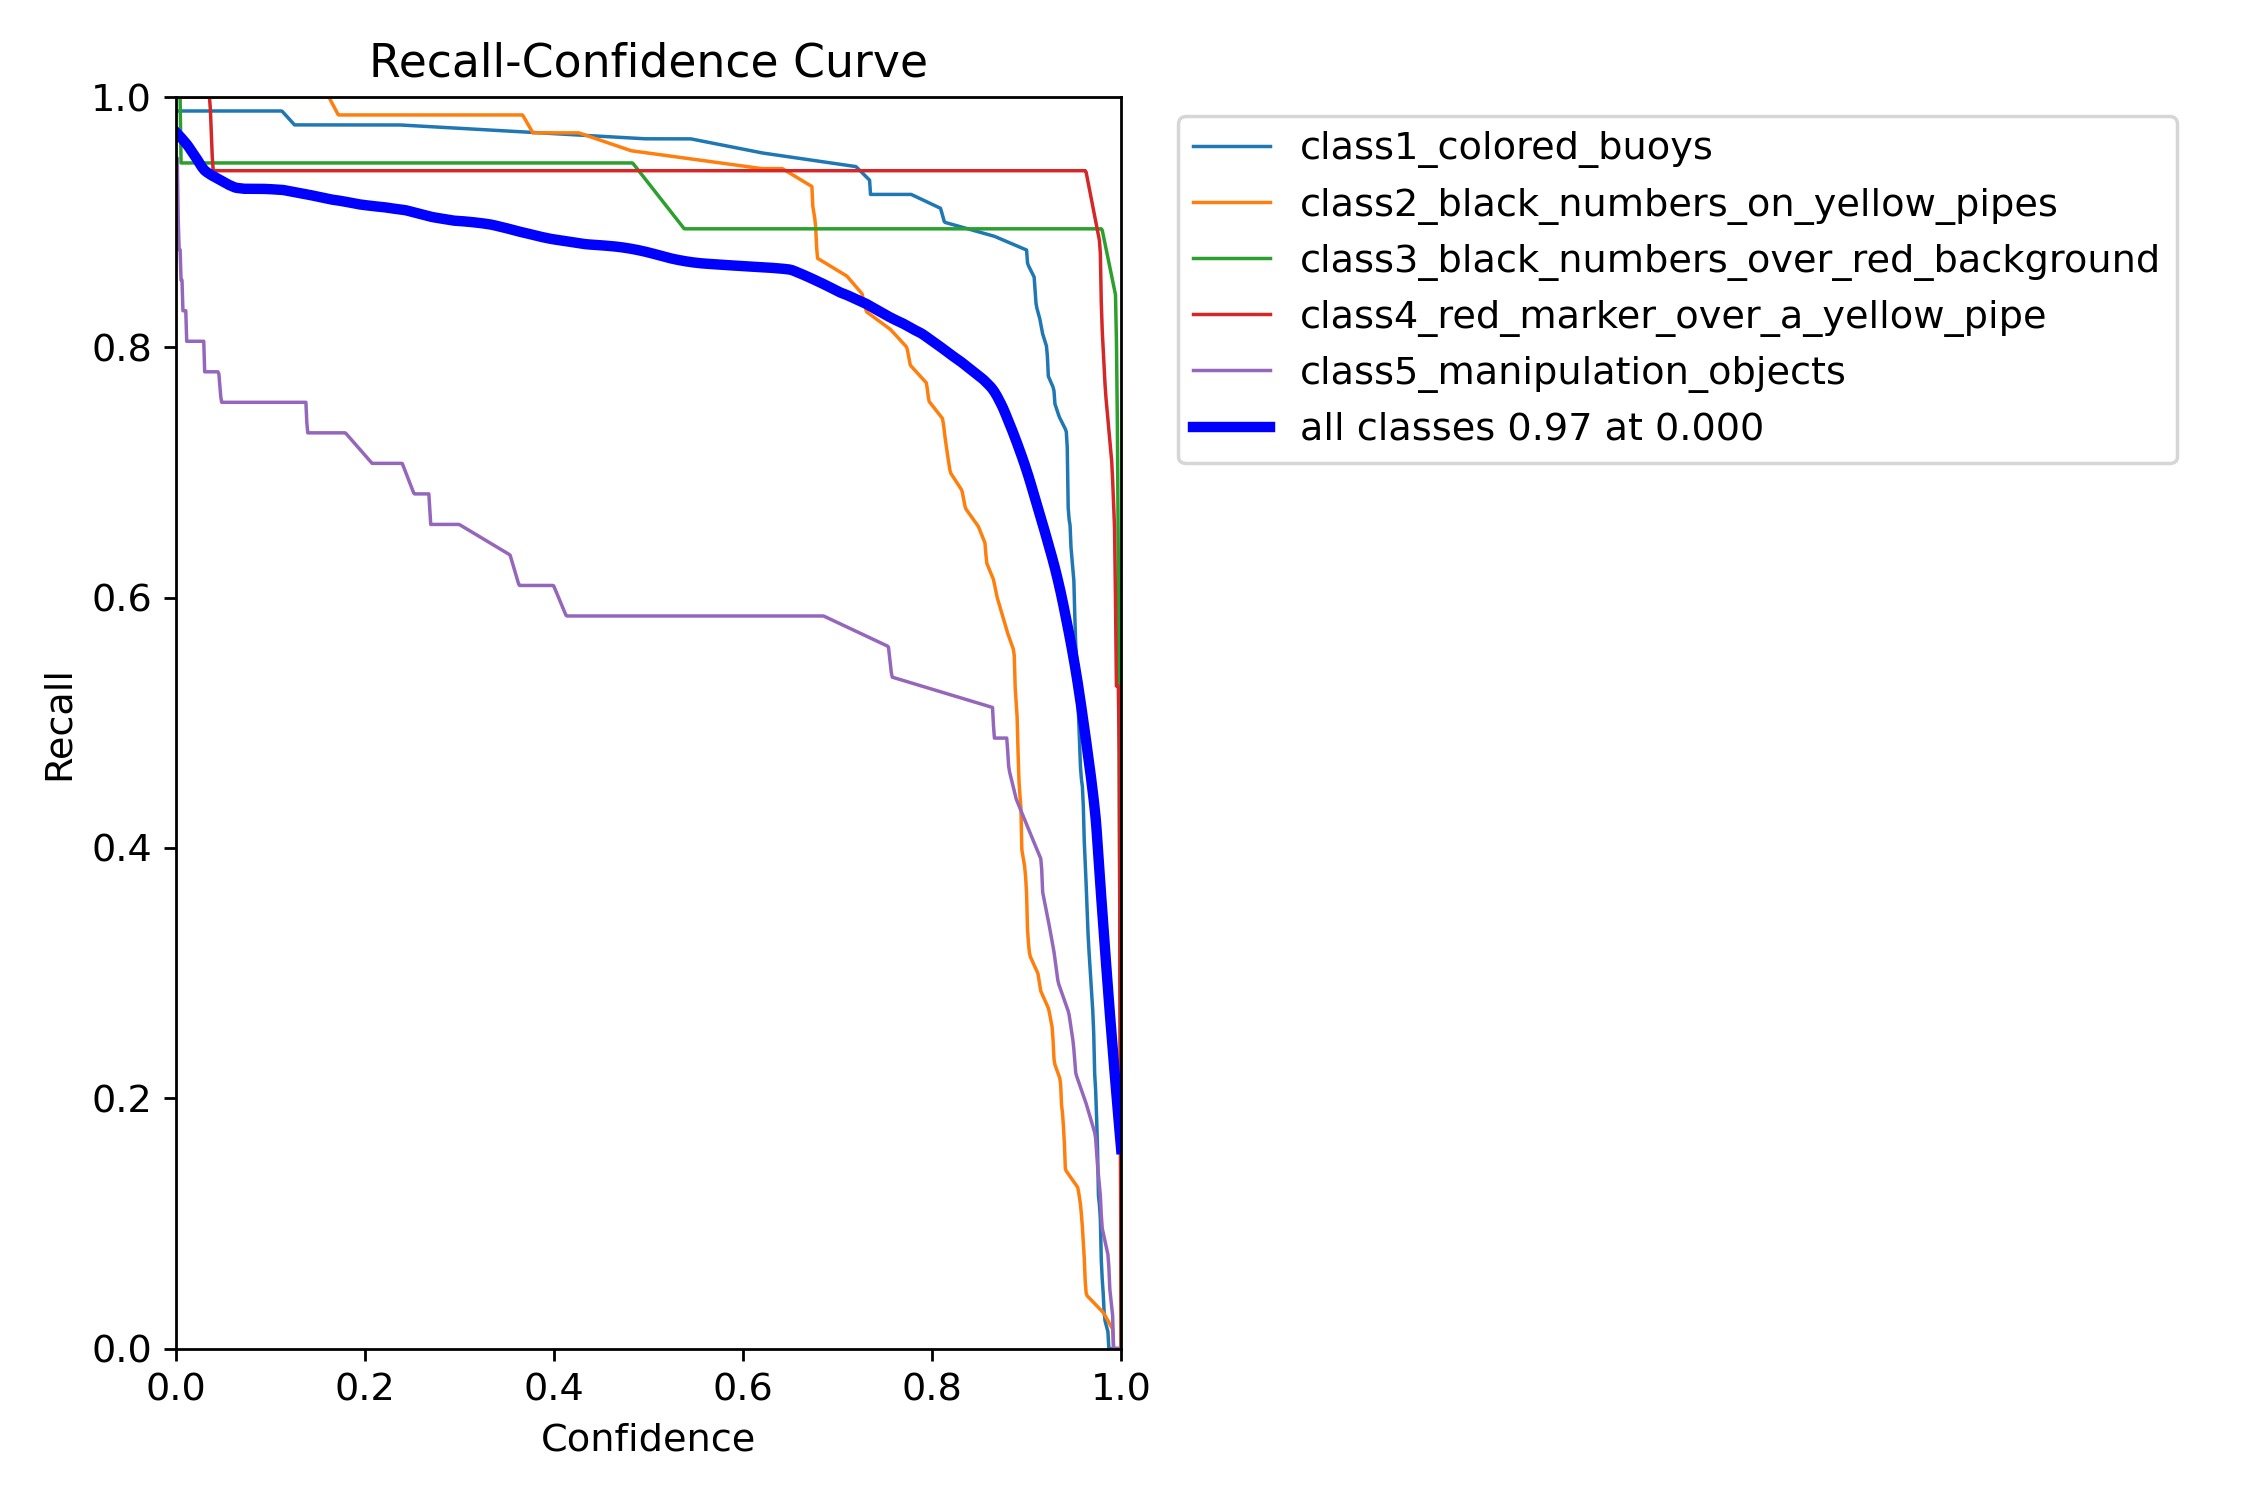 Recall-Confidence Curve
1.0
0.8
0.6
0.4
0.2
0.0
Recall
0.0 0.2 0.4 0.6 0.8 1.0
Confidence
class1_colored_buoys
class2_black_numbers_on_yellow_pipes
class3_black_numbers_over_red_background
class4_red_marker_over_a_yellow_pipe
class5_manipulation_objects
all classes 0.97 at 0.000